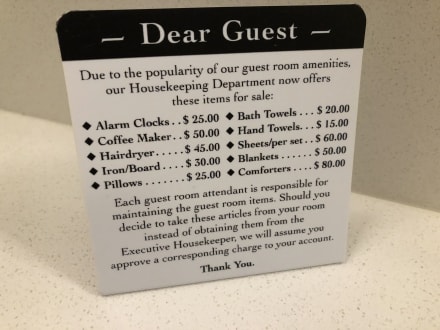 — Dear Guest —
Due to the popularity of our guest room amenities,
our Housekeeping Department now offers
these items for sale:
◆ Alarm Clocks . . $ 25.00 ◆ Bath Towels . . . $ 20.00
◆ Coffee Maker . . $ 50.00 ◆ Hand Towels. . . $ 15.00
◆ Hairdryer. . . . . $ 45.00 ◆ Sheets/per set . . $ 60.00
◆ Iron/Board . . . . $ 30.00 ◆ Blankets . . . . . . $ 50.00
◆ Pillows . . . . . . . $ 25.00 ◆ Comforters . . . . $ 80.00
Each guest room attendant is responsible for
maintaining the guest room items. Should you
decide to take these articles from your room
instead of obtaining them from the
Executive Housekeeper, we will assume you
approve a corresponding charge to your account.
Thank You.